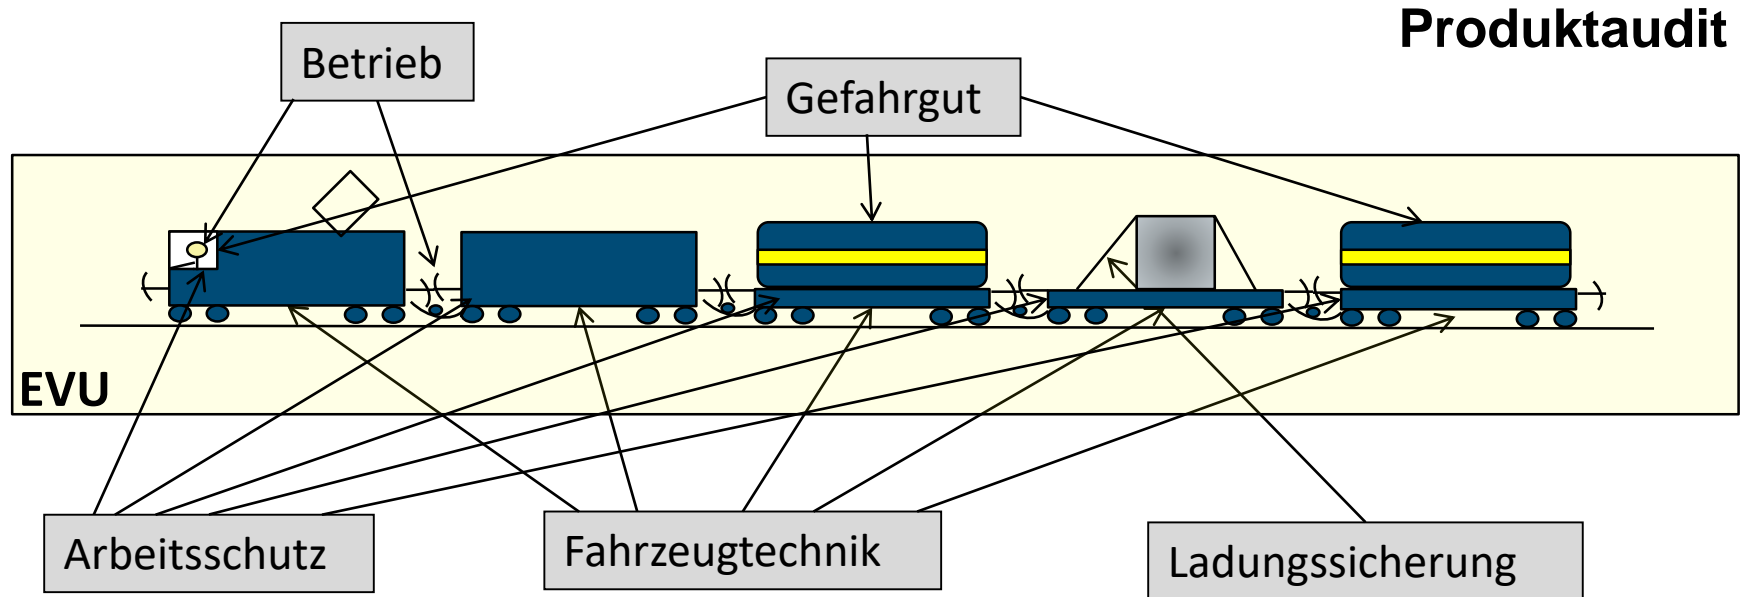 Produktaudit
Betrieb
Gefahrgut
EVU
Arbeitsschutz
Fahrzeugtechnik
Ladungssicherung